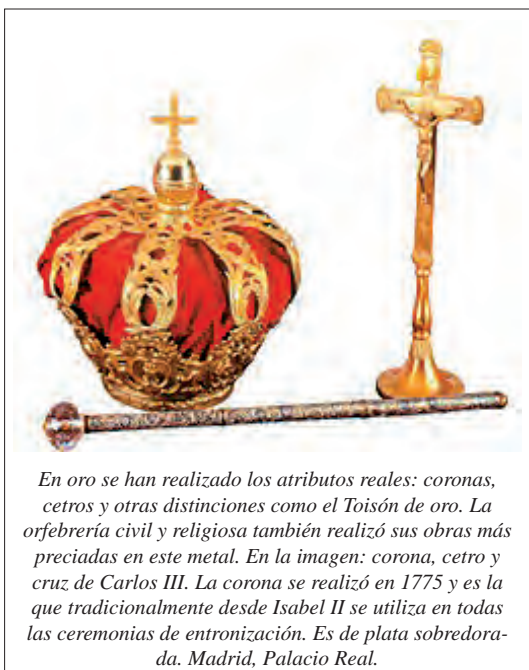 En oro se han realizado los atributos reales: coronas,
cetros y otras distinciones como el Toisón de oro. La
orfebrería civil y religiosa también realizó sus obras más
preciadas en este metal. En la imagen: corona, cetro y
cruz de Carlos III. La corona se realizó en 1775 y es la
que tradicionalmente desde Isabel II se utiliza en todas
las ceremonias de entronización. Es de plata sobredora-
da. Madrid, Palacio Real.